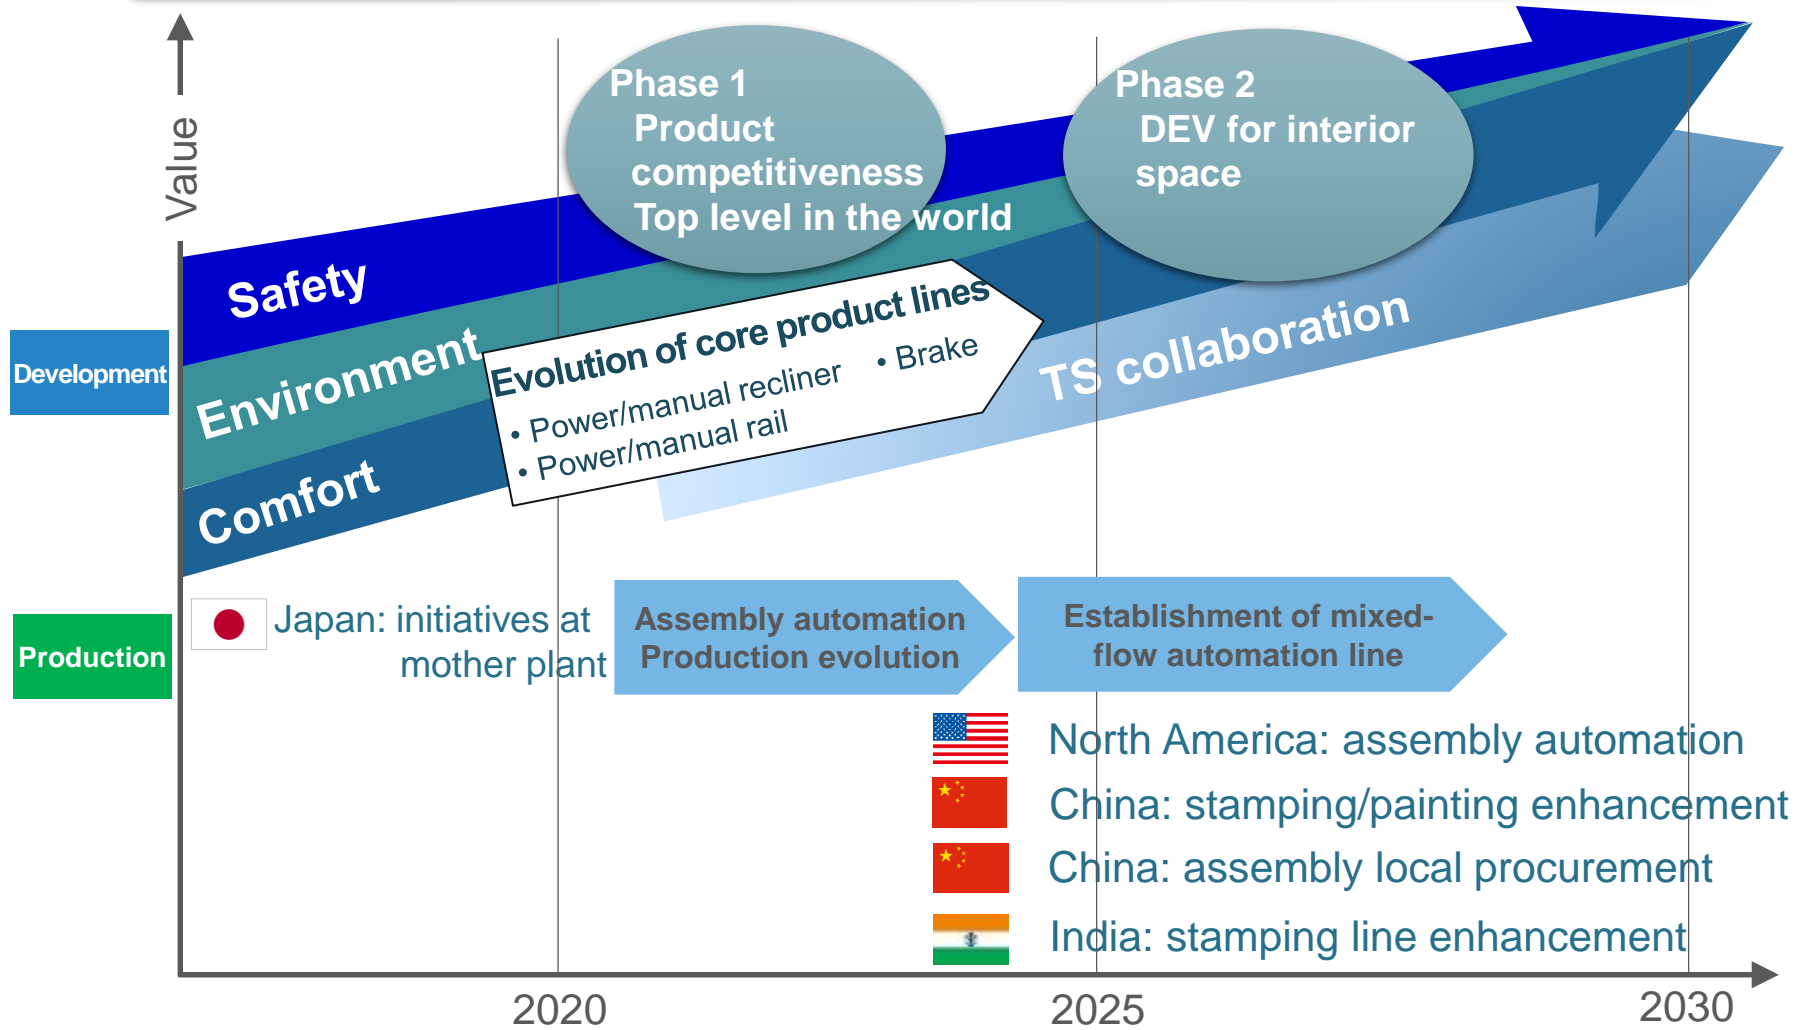 Value
Phase 1
Product
competitiveness
Top level in the world
Phase 2
DEV for interior
space
Safety
Environment
Comfort
Evolution of core product lines
• Power/manual recliner
• Brake
• Power/manual rail
TS collaboration
Development
Production
Japan: initiatives at
mother plant
Assembly automation
Production evolution
Establishment of mixed-
flow automation line
North America: assembly automation
China: stamping/painting enhancement
China: assembly local procurement
India: stamping line enhancement
2020
2025
2030